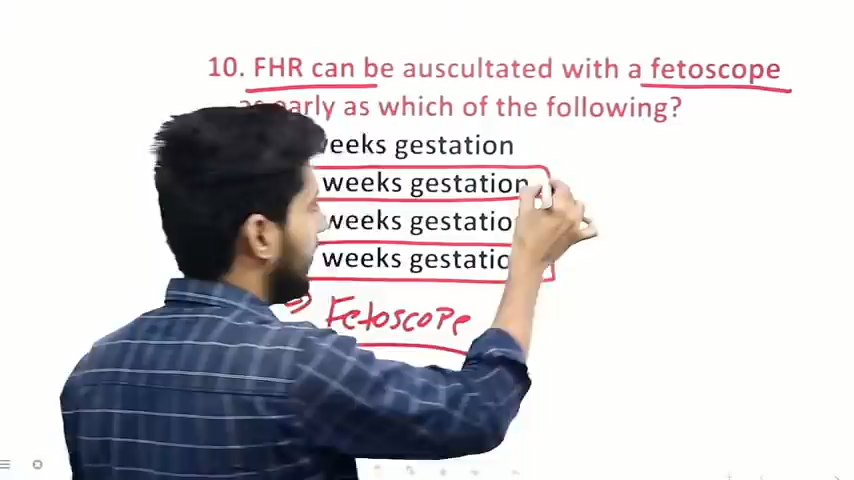 10. FHR can be auscultated with a fetoscope
early as which of the following?
weeks gestation
weeks gestation
weeks gestatio
weeks gestatio
Fetoscope